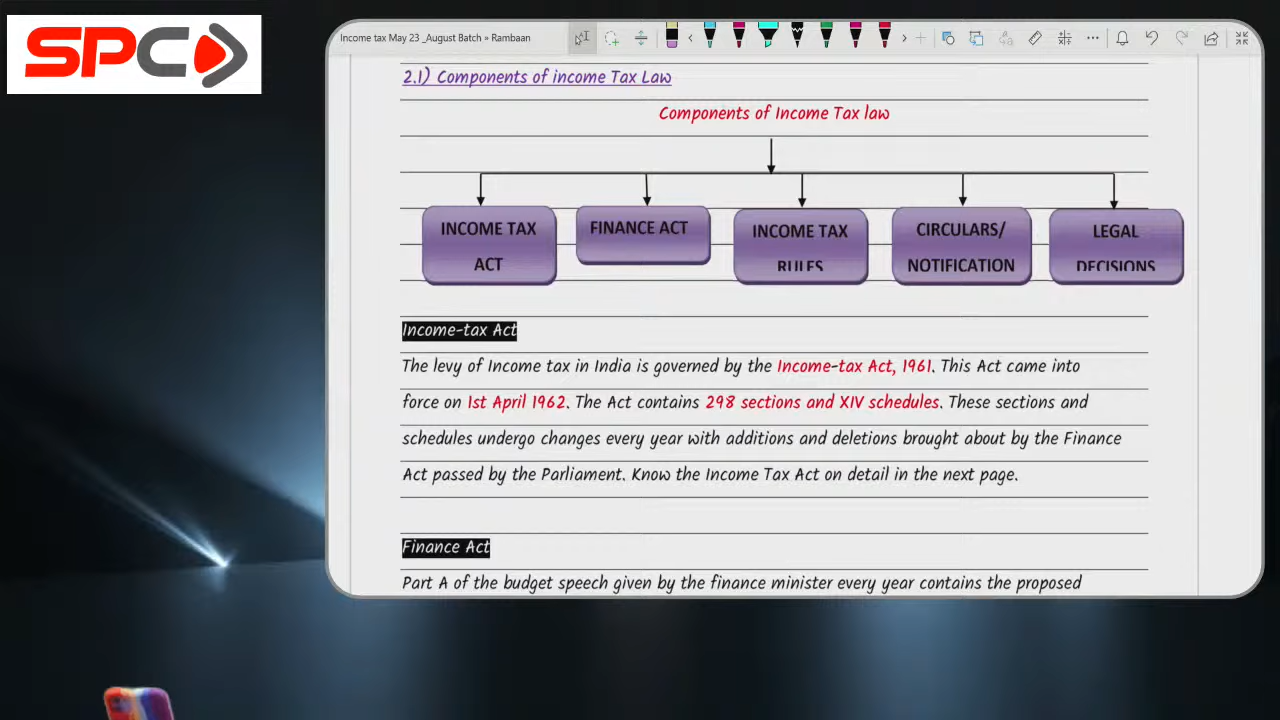 SPC
Income tax May 23 _August Batch » Rambaan
2.1) Components of income Tax Law
Components of Income Tax law
INCOME TAX ACT
FINANCE ACT
INCOME TAX RULES
CIRCULARS/ NOTIFICATION
LEGAL DECISIONS
Income-tax Act
The levy of Income tax in India is governed by the Income-tax Act, 1961. This Act came into
force on 1st April 1962. The Act contains 298 sections and XIV schedules. These sections and
schedules undergo changes every year with additions and deletions brought about by the Finance
Act passed by the Parliament. Know the Income Tax Act on detail in the next page.
Finance Act
Part A of the budget speech given by the finance minister every year contains the proposed